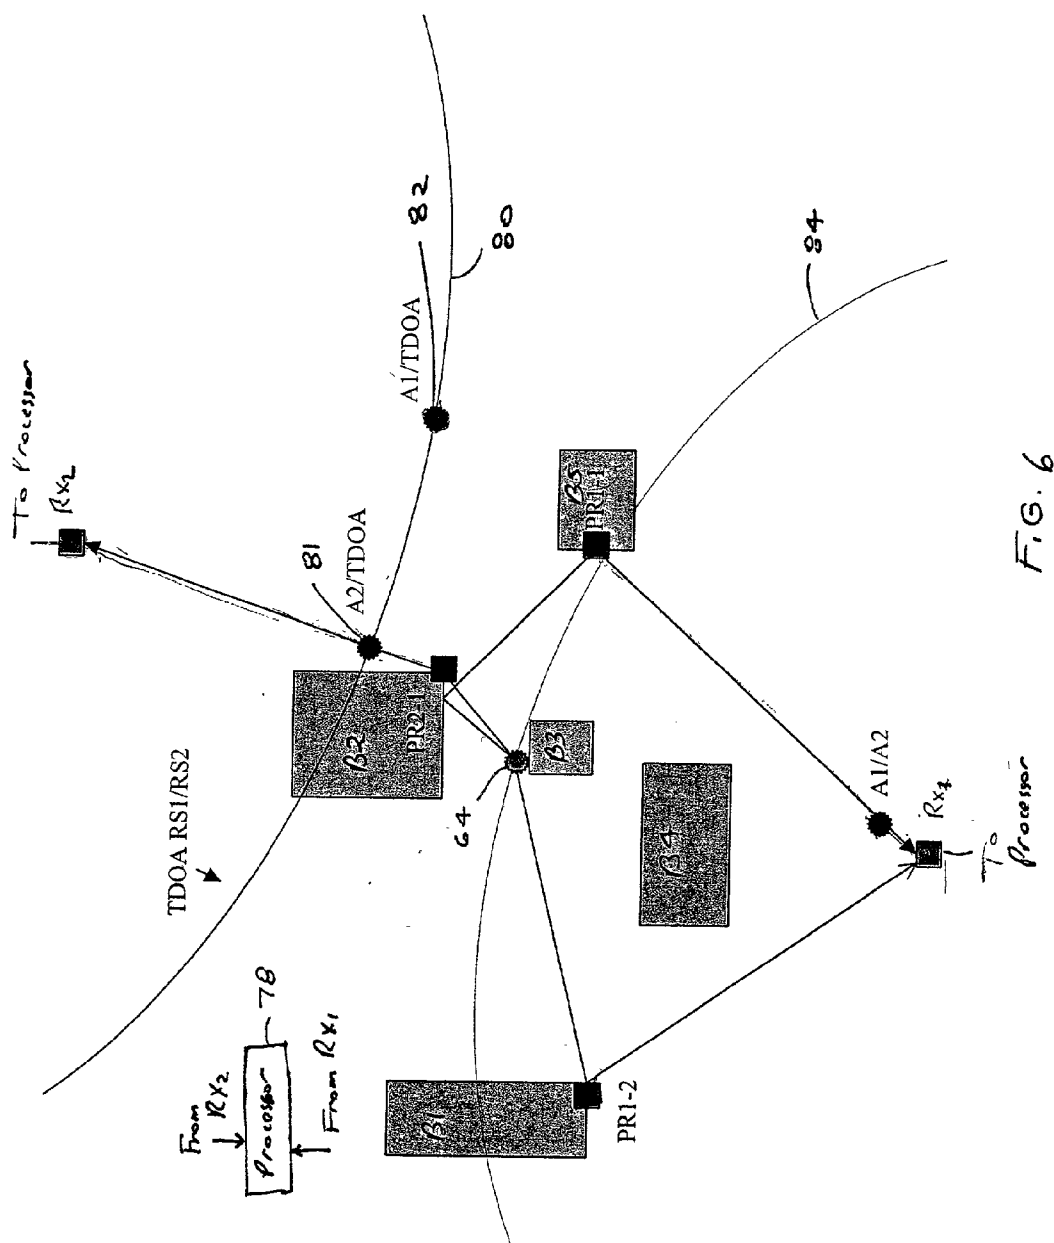 To Processor
Rx2
TDOA RS1/RS2
From
Rx2
Processor
78
From Rx1
81
A2/TDOA
B2
A1/TDOA
82
PR2-1
B1
64
80
B3
B5
PR1-1
PR1-2
B4
84
A1/A2
Rx1
To
Processor
FIG. 6